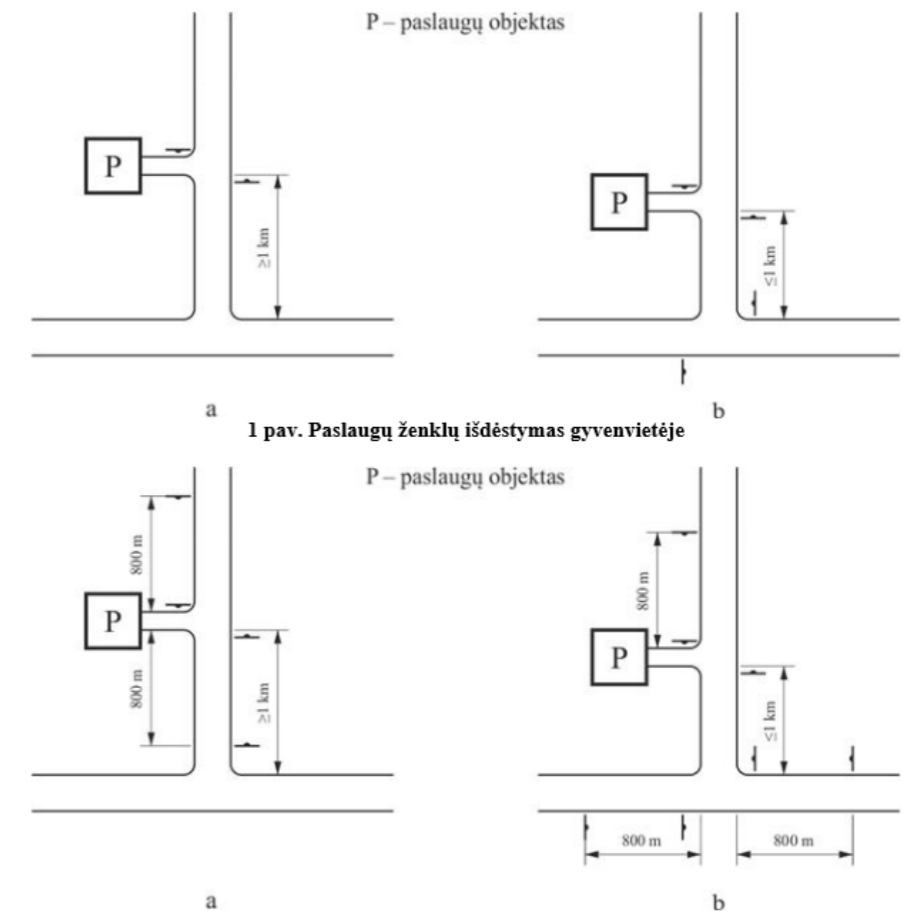 P – paslaugų objektas
P
≥1 km
P
≤1 km
a
b
1 pav. Paslaugų ženklų išdėstymas gyvenvietėje
P – paslaugų objektas
800 m
P
800 m
≥1 km
800 m
P
≤1 km
800 m
800 m
a
b